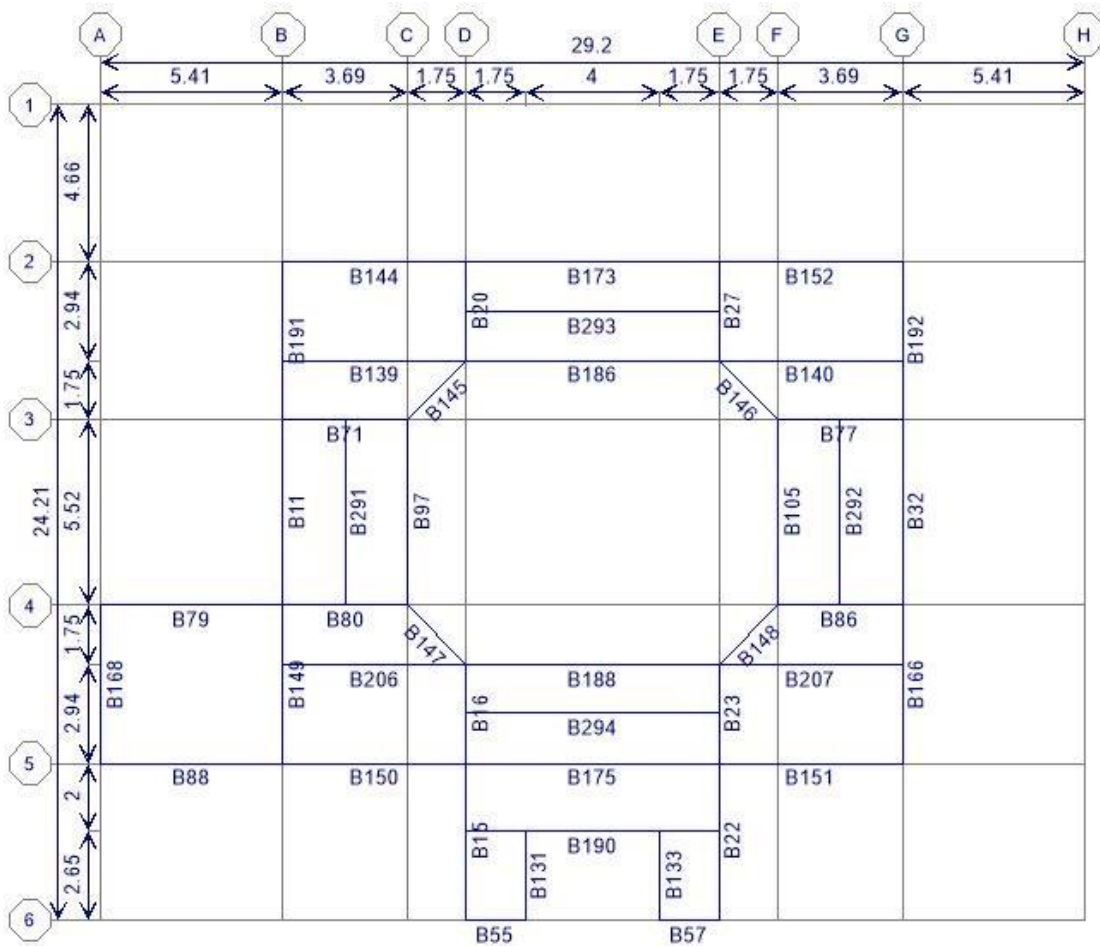 A B C D E F G H
29.2
5.41 3.69 1.75 1.75 4 1.75 1.75 3.69 5.41
1
4.66
2
B144 B173 B152
2.94
B191
B20
B27
B192
B293
B139 B186 B140
1.75
B145
B146
3
B71 B77
24.21
5.52
B11
B291
B97
B105
B292
B32
4
B79 B80 B86
1.75
B147
B148
B168
B149
B206 B188 B207
B166
2.94
B16
B23
B294
5
B88 B150 B175 B151
2
B15
B22
B190
2.65
B131
B133
6
B55 B57